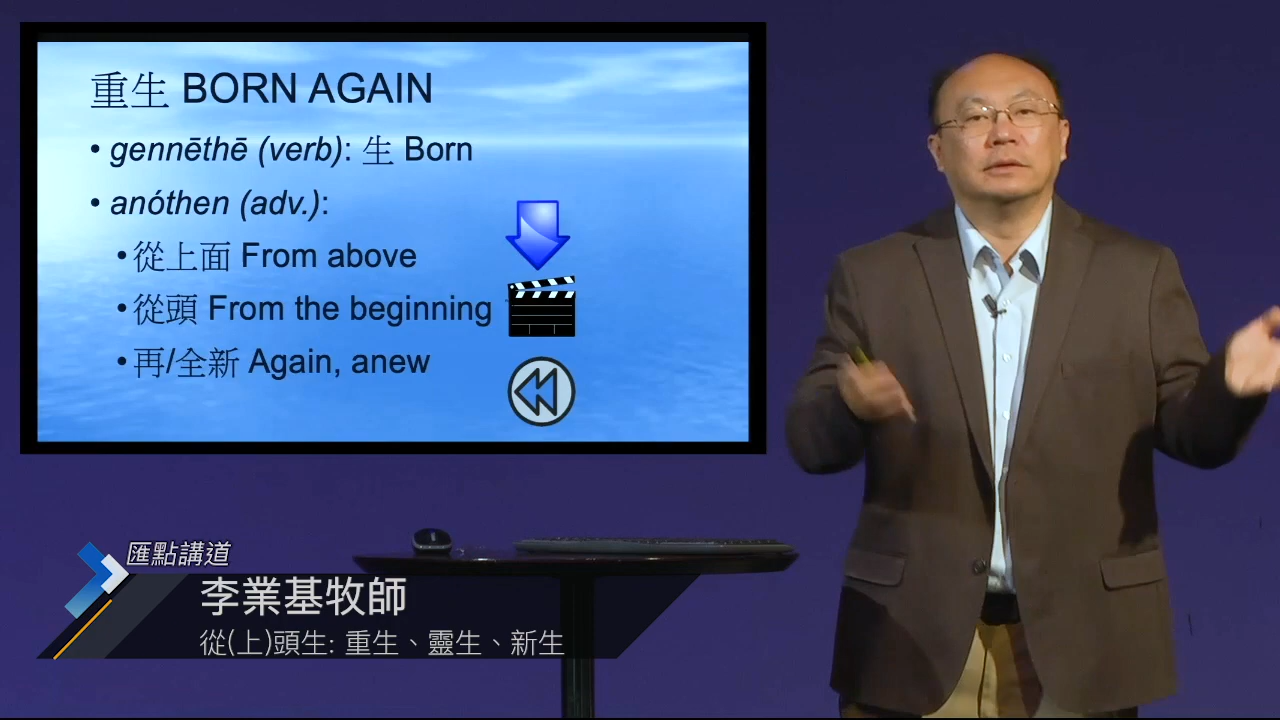 重生 BORN AGAIN
• gennēthē (verb): 生 Born
• anóthen (adv.):
• 從上面 From above
• 從頭 From the beginning
• 再/全新 Again, anew
匯點講道
李業基牧師
從(上)頭生: 重生、靈生、新生